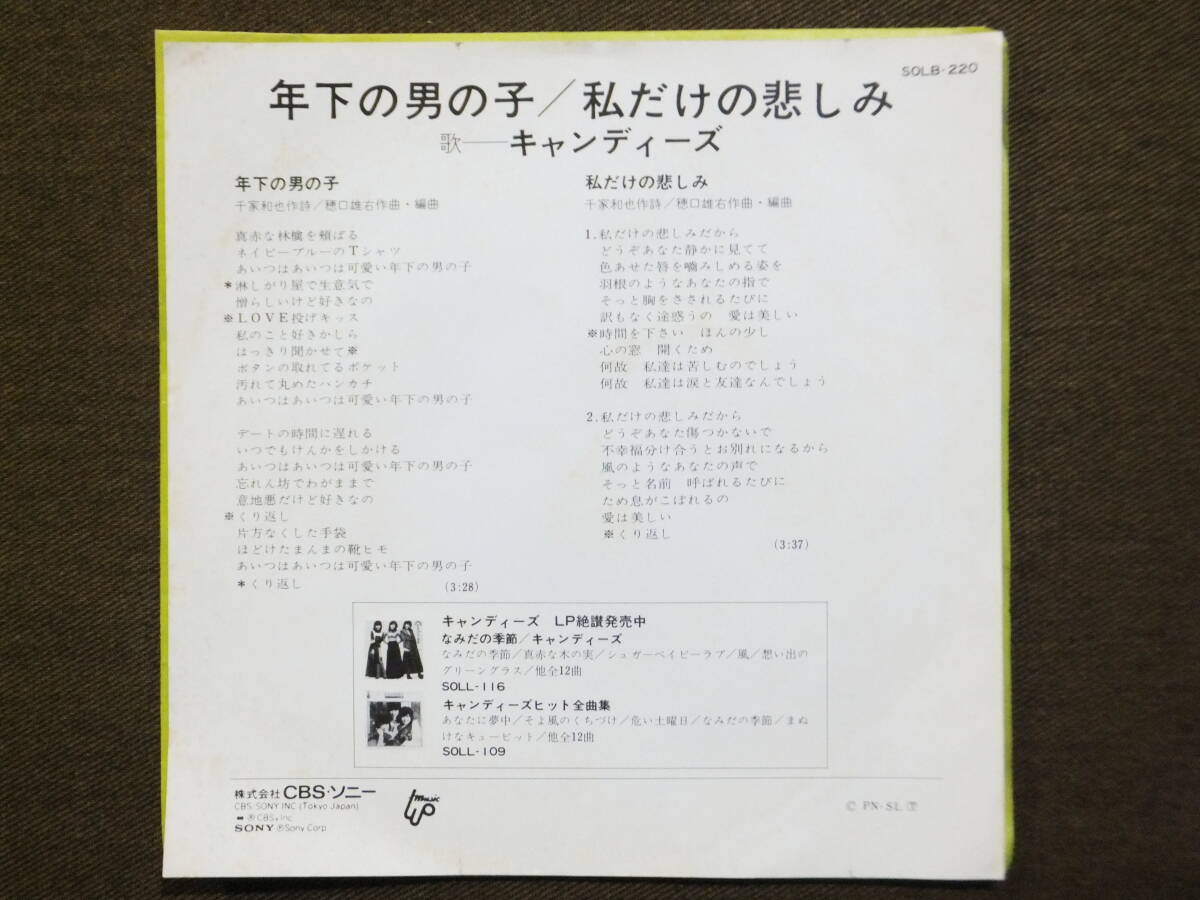 SOLB-220
年下の男の子/私だけの悲しみ
歌——キャンディーズ
年下の男の子
千家和也作詩/穂口雄右作曲・編曲
真赤な林檎を頬ばる
ネイビーブルーのTシャツ
あいつはあいつは可愛い年下の男の子
*淋しがり屋で生意気で
憎らしいけど好きなの
※LOVE投げキッス
私のこと好きかしら
はっきり聞かせて※
ボタンの取れてるポケット
汚れて丸めたハンカチ
あいつはあいつは可愛い年下の男の子
デートの時間に遅れる
いつでもけんかをしかける
あいつはあいつは可愛い年下の男の子
忘れん坊でわがままで
意地悪だけど好きなの
※くり返し
片方なくした手袋
ほどけたまんまの靴ヒモ
あいつはあいつは可愛い年下の男の子
*くり返し (3:28)
私だけの悲しみ
千家和也作詩/穂口雄右作曲・編曲
1.私だけの悲しみだから
どうぞあなた静かに見てて
色あせた唇を噛みしめる姿を
羽根のようなあなたの指で
そっと胸をさされるたびに
訳もなく途惑うの 愛は美しい
※時間を下さい ほんの少し
心の窓 開くため
何故 私達は苦しむのでしょう
何故 私達は涙と友達なんでしょう
2.私だけの悲しみだから
どうぞあなた傷つかないで
不幸福分け合うとお別れになるから
風のようなあなたの声で
そっと名前 呼ばれるたびに
ため息がこぼれるの
愛は美しい
※くり返し
(3:37)
キャンディーズ LP絶讃発売中
なみだの季節/キャンディーズ
なみだの季節/真赤な木の実/シュガーベイビーラブ/風/想い出の
グリーングラス/他全12曲
SOLL-116
キャンディーズヒット全曲集
あなたに夢中/そよ風のくちづけ/危い土曜日/なみだの季節/まぬ
けなキューピット/他全12曲
SOLL-109
株式会社CBS・ソニー
CBS/SONY INC (Tokyo Japan)
Ⓡ CBS, Inc
SONY ⓇSony Corp
music
Ⓒ PN-SL